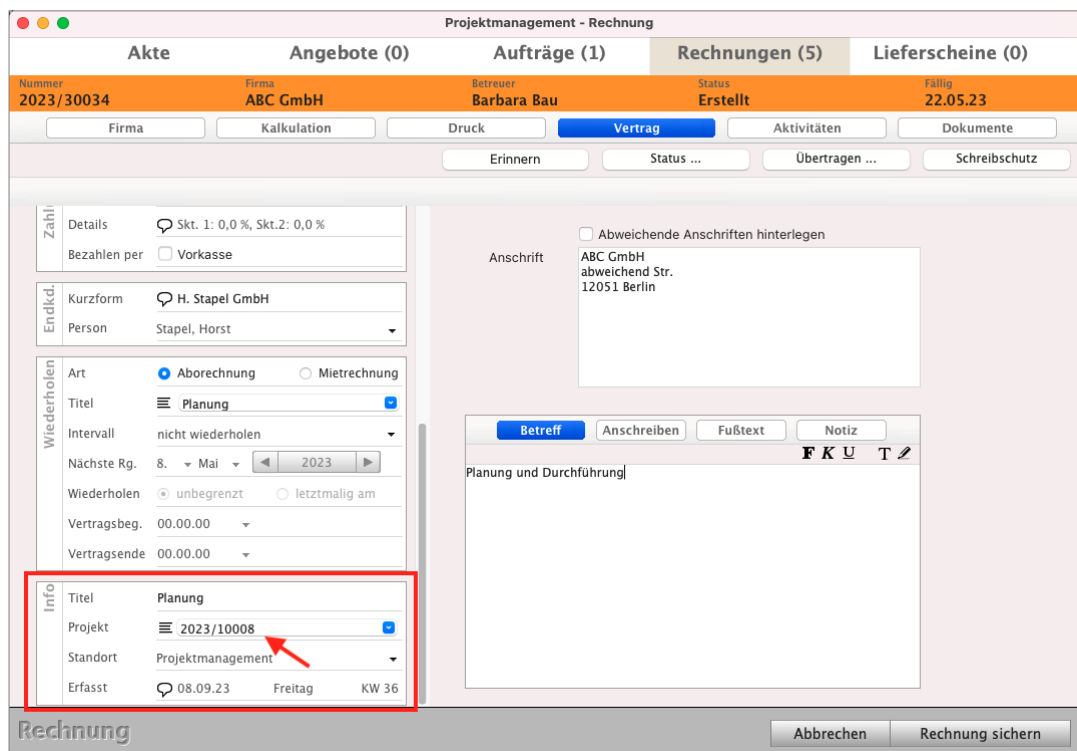 Projektmanagement - Rechnung
Akte Angebote (0) Aufträge (1) Rechnungen (5) Lieferscheine (0)
Nummer Firma Betreuer Status Fällig
2023/30034 ABC GmbH Barbara Bau Erstellt 22.05.23
Firma Kalkulation Druck Vertrag Aktivitäten Dokumente
Erinnern Status ... Übertragen ... Schreibschutz
Details Skt. 1: 0,0 %, Skt.2: 0,0 %
Bezahlen per Vorkasse
Endkd.
Kurzform H. Stapel GmbH
Person Stapel, Horst
Wiederholen
Art Aborechnung Mietrechnung
Titel Planung
Intervall nicht wiederholen
Nächste Rg. 8. Mai 2023
Wiederholen unbegrenzt letztmalig am
Vertragsbeg. 00.00.00
Vertragsende 00.00.00
Info
Titel Planung
Projekt 2023/10008
Standort Projektmanagement
Erfasst 08.09.23 Freitag KW 36
Abweichende Anschriften hinterlegen
Anschrift ABC GmbH
abweichend Str.
12051 Berlin
Betreff Anschreiben Fußtext Notiz
F K U T
Planung und Durchführung
Rechnung Abbrechen Rechnung sichern